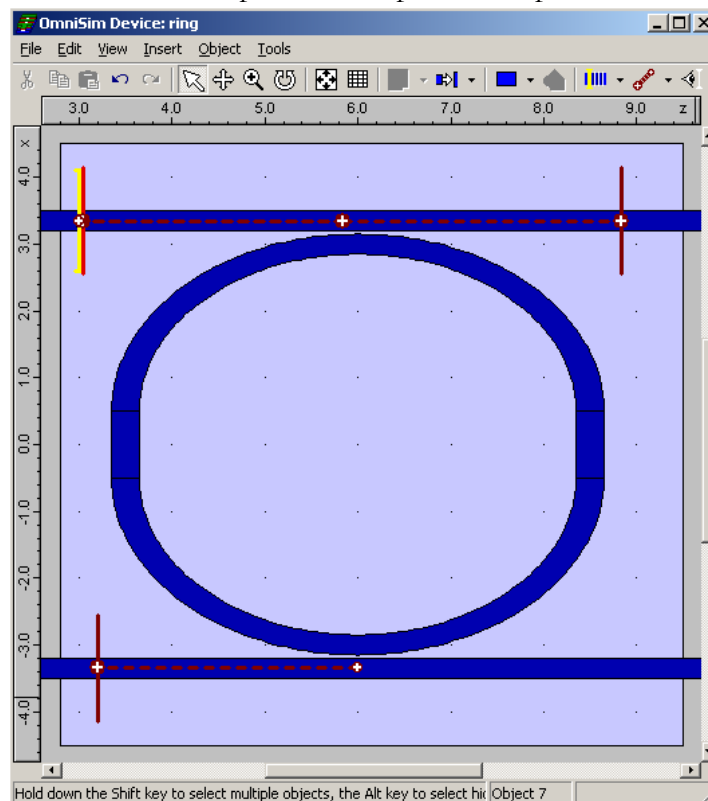 OmniSim Device: ring
File Edit View Insert Object Tools
3.0 4.0 5.0 6.0 7.0 8.0 9.0 z
x
4.0
3.0
2.0
1.0
0.0
-1.0
-2.0
-3.0
-4.0
Hold down the Shift key to select multiple objects, the Alt key to select hid Object 7